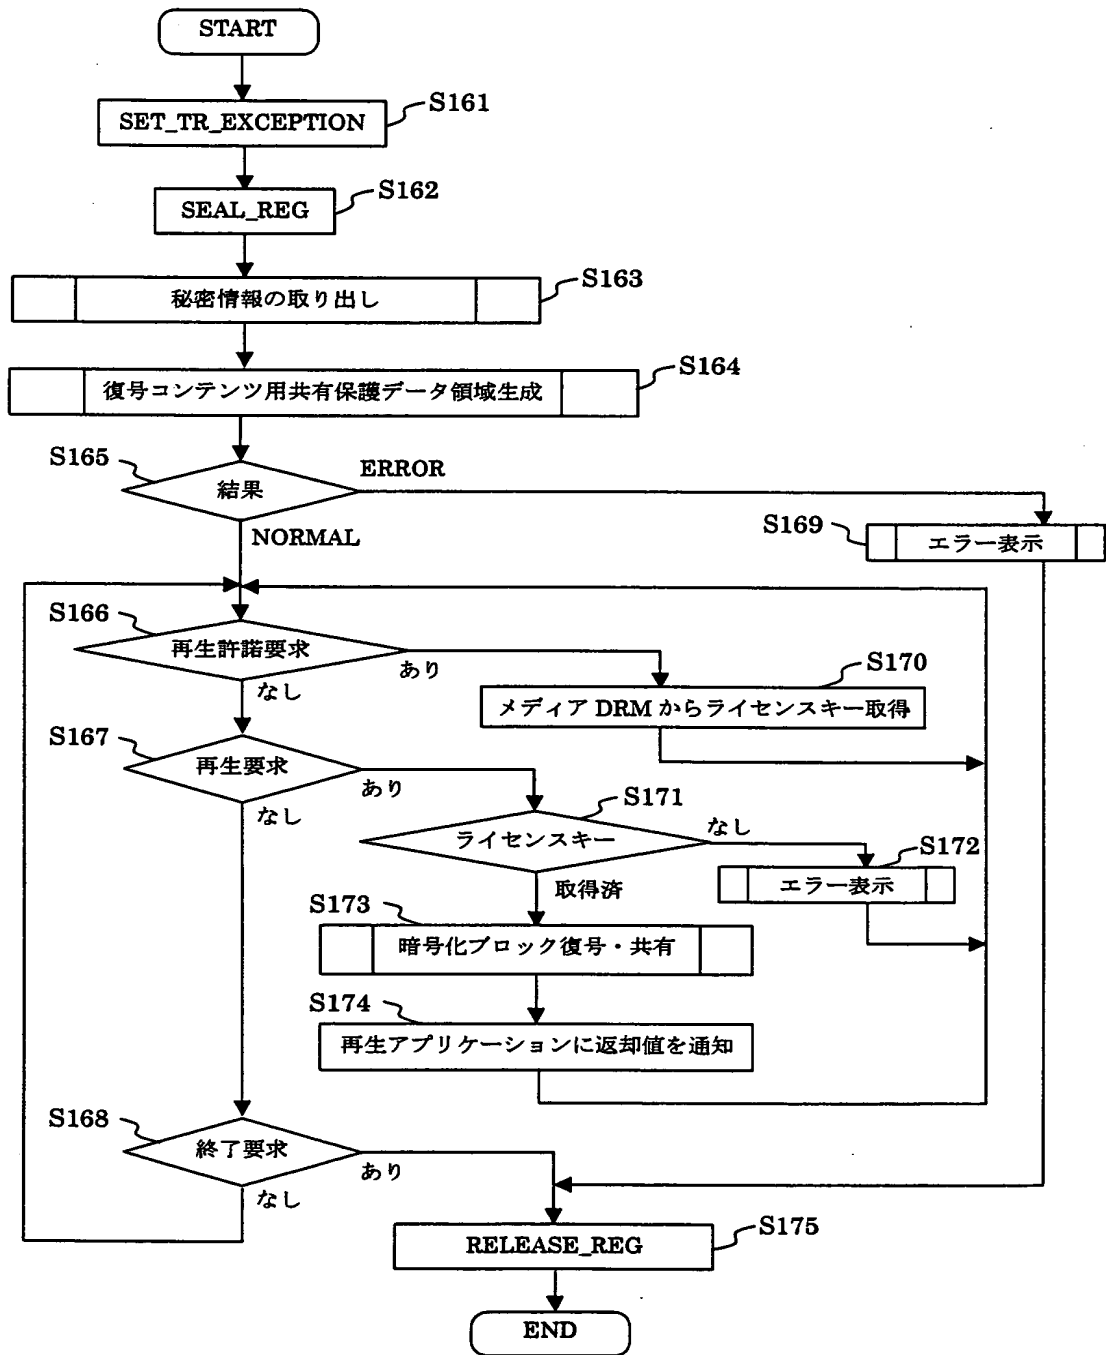 START
S161
SET_TR_EXCEPTION
S162
SEAL_REG
S163
秘密情報の取り出し
S164
復号コンテンツ用共有保護データ領域生成
S165
結果
ERROR
NORMAL
S169
エラー表示
S166
再生許諾要求
あり
なし
S170
メディア DRM からライセンスキー取得
S167
再生要求
あり
なし
S171
ライセンスキー
なし
取得済
S172
エラー表示
S173
暗号化ブロック復号・共有
S174
再生アプリケーションに返却値を通知
S168
終了要求
あり
なし
S175
RELEASE_REG
END